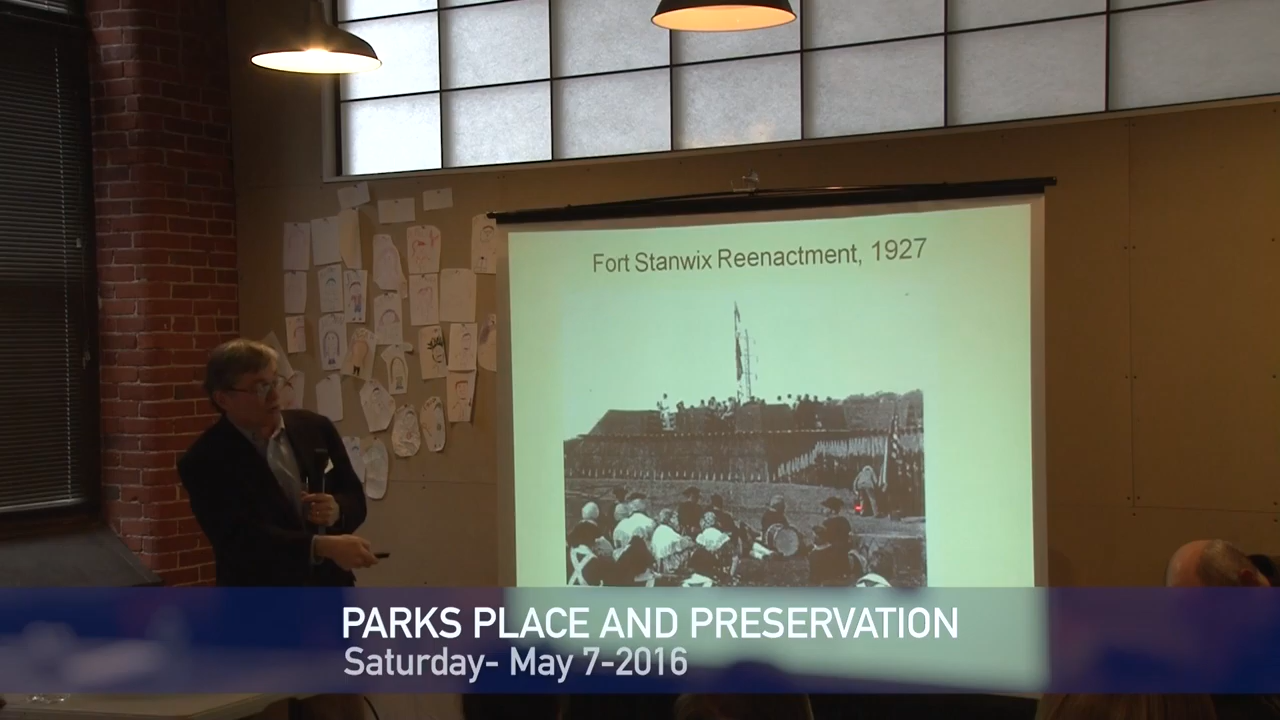 Fort Stanwix Reenactment, 1927
PARKS PLACE AND PRESERVATION
Saturday- May 7-2016